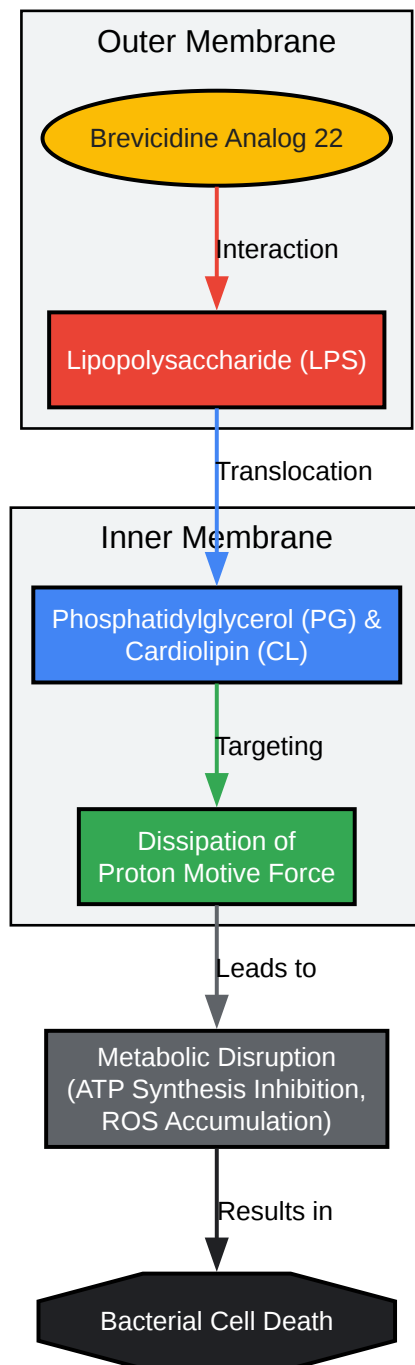 Outer Membrane
Brevicidine Analog 22
Interaction
Lipopolysaccharide (LPS)
Translocation
Inner Membrane
Phosphatidylglycerol (PG) &
Cardiolipin (CL)
Targeting
Dissipation of
Proton Motive Force
Leads to
Metabolic Disruption
(ATP Synthesis Inhibition,
ROS Accumulation)
Results in
Bacterial Cell Death